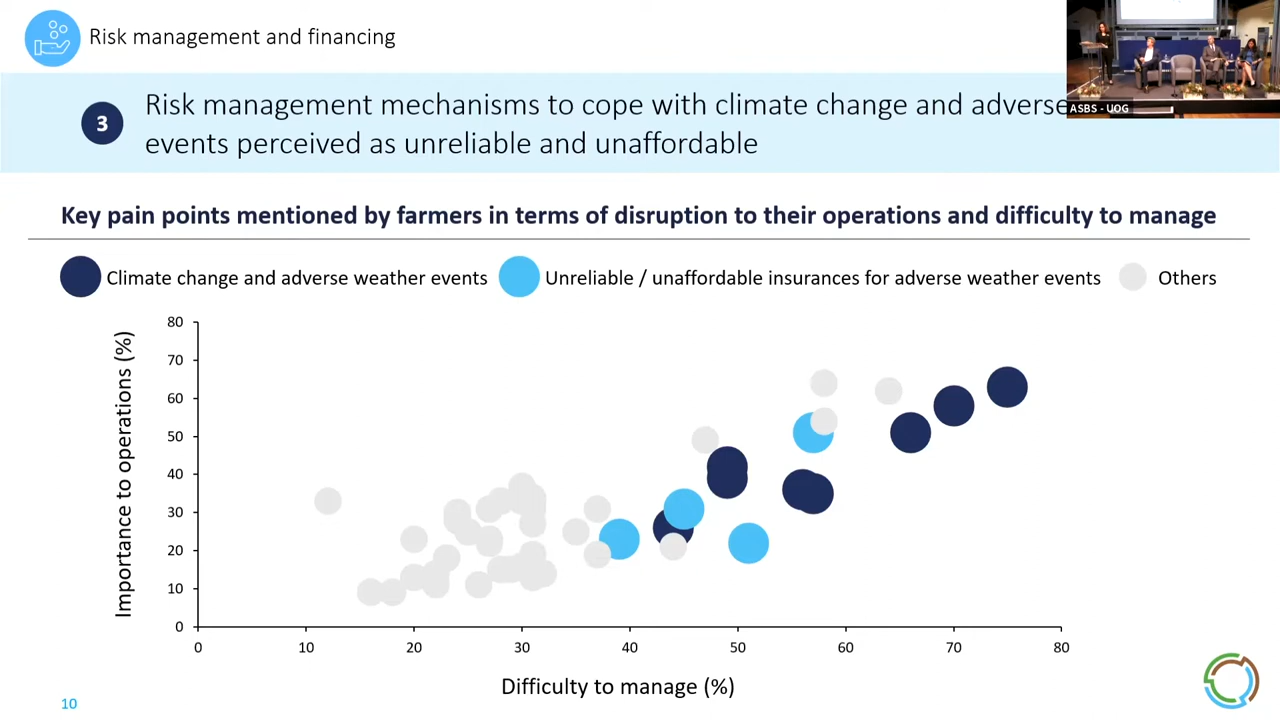 Risk management and financing
ASBS - UOG
3
Risk management mechanisms to cope with climate change and adverse
events perceived as unreliable and unaffordable
Key pain points mentioned by farmers in terms of disruption to their operations and difficulty to manage
Climate change and adverse weather events
Unreliable / unaffordable insurances for adverse weather events
Others
Importance to operations (%)
80
70
60
50
40
30
20
10
0
0
10
20
30
40
50
60
70
80
Difficulty to manage (%)
10